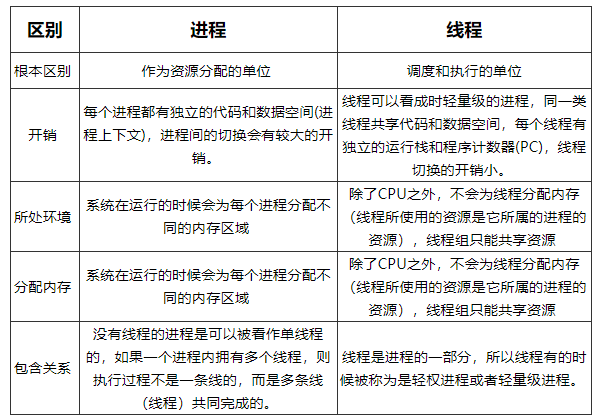 区别
进程
线程
根本区别
作为资源分配的单位
调度和执行的单位
开销
每个进程都有独立的代码和数据空间(进
程上下文)，进程间的切换会有较大的开
销。
线程可以看成时轻量级的进程，同一类
线程共享代码和数据空间，每个线程有
独立的运行栈和程序计数器(PC)，线程
切换的开销小。
所处环境
系统在运行的时候会为每个进程分配不
同的内存区域
除了CPU之外，不会为线程分配内存
（线程所使用的资源是它所属的进程的
资源），线程组只能共享资源
分配内存
系统在运行的时候会为每个进程分配不
同的内存区域
除了CPU之外，不会为线程分配内存
（线程所使用的资源是它所属的进程的
资源），线程组只能共享资源
包含关系
没有线程的进程是可以被看作单线程
的，如果一个进程内拥有多个线程，则
执行过程不是一条线的，而是多条线
（线程）共同完成的。
线程是进程的一部分，所以线程有的时
候被称为是轻权进程或者轻量级进程。